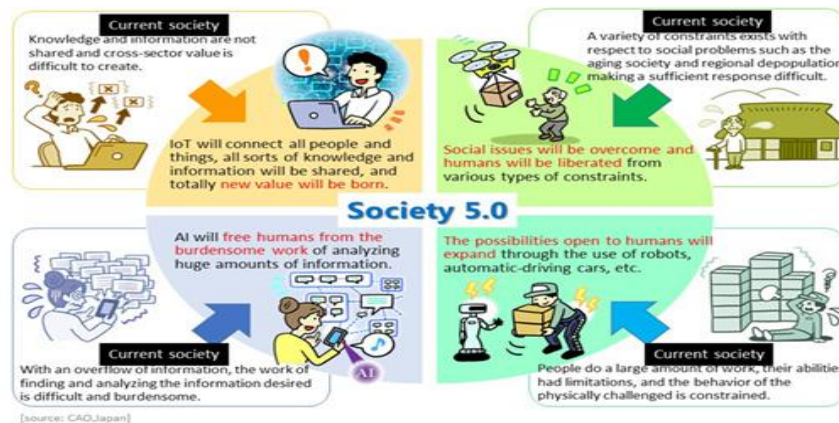 Current society
Knowledge and information are not
shared and cross-sector value is
difficult to create.
IoT will connect all people and
things, all sorts of knowledge and
information will be shared, and
totally new value will be born.
Current society
A variety of constraints exists with
respect to social problems such as the
aging society and regional depopulation
making a sufficient response difficult.
Social issues will be overcome and
humans will be liberated from
various types of constraints.
Society 5.0
AI will free humans from the
burdensome work of analyzing
huge amounts of information.
AI
Current society
With an overflow of information, the work of
finding and analyzing the information desired
is difficult and burdensome.
The possibilities open to humans will
expand through the use of robots,
automatic-driving cars, etc.
Current society
People do a large amount of work, their abilities
had limitations, and the behavior of the
physically challenged is constrained.
[source: CAO,Japan]